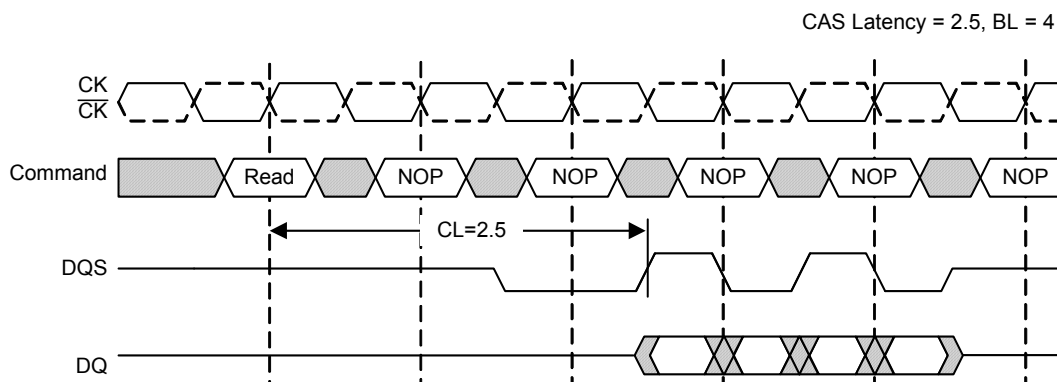 CAS Latency = 2.5, BL = 4
CK
CK
Command Read NOP NOP NOP NOP NOP
CL=2.5
DQS
DQ